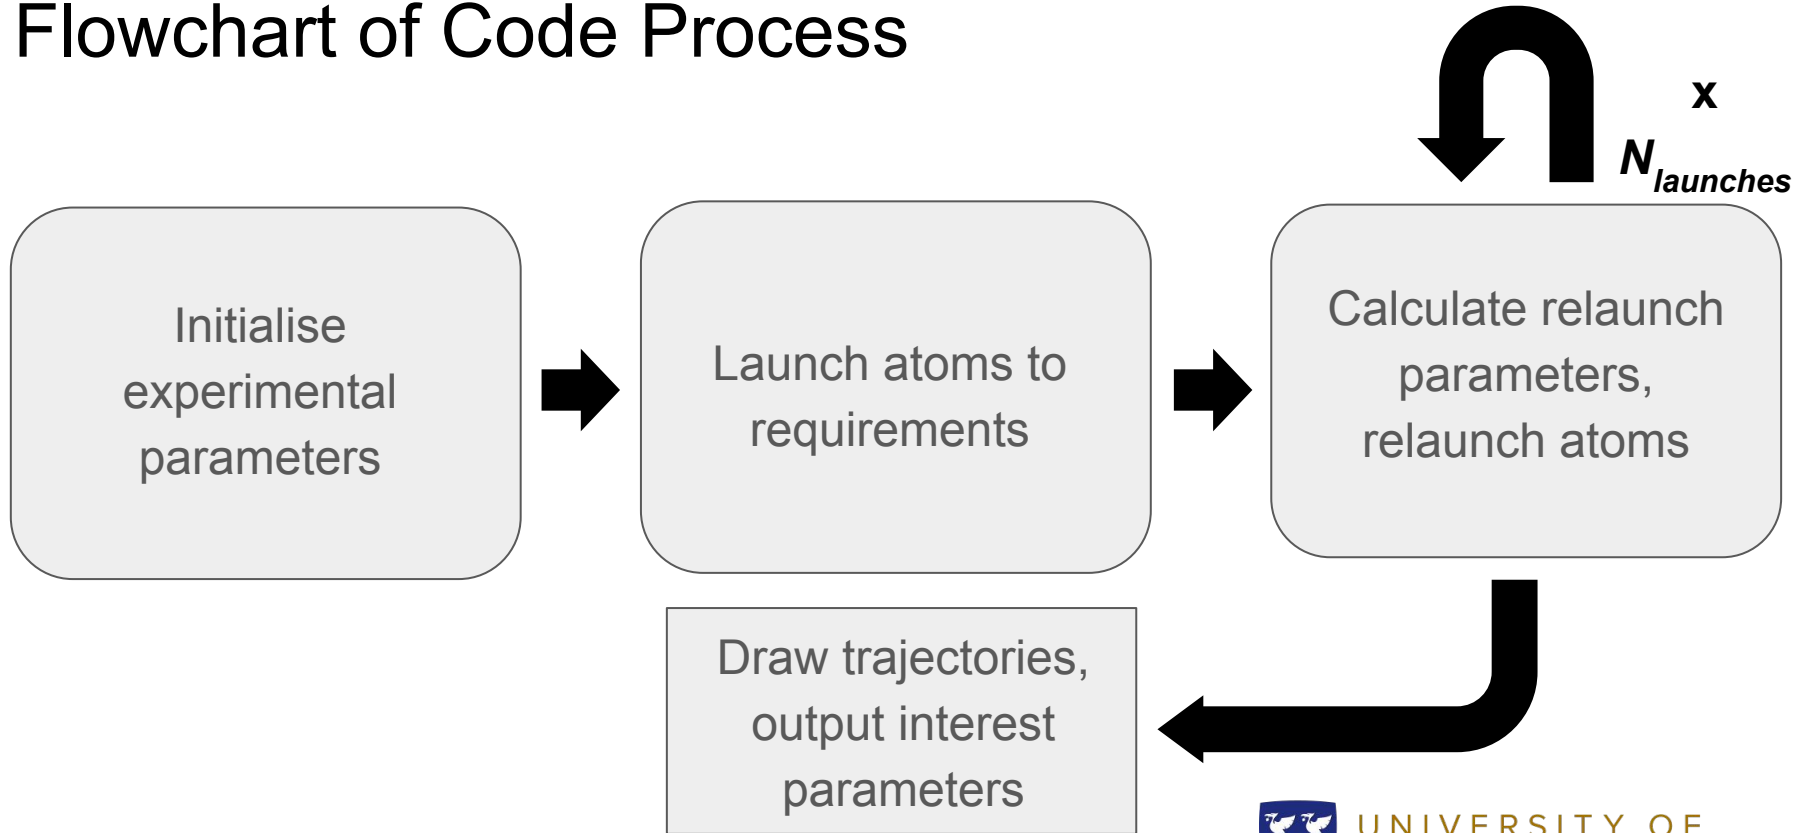 Flowchart of Code Process
x
N launches
Initialise
experimental
parameters
Launch atoms to
requirements
Calculate relaunch
parameters,
relaunch atoms
Draw trajectories,
output interest
parameters
UNIVERSITY OF